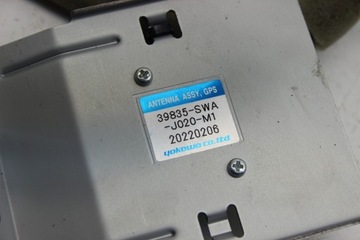 ANTENNA ASSY, GPS
39835-SWA
-J020-M1
20220206
yokowo co.,ltd